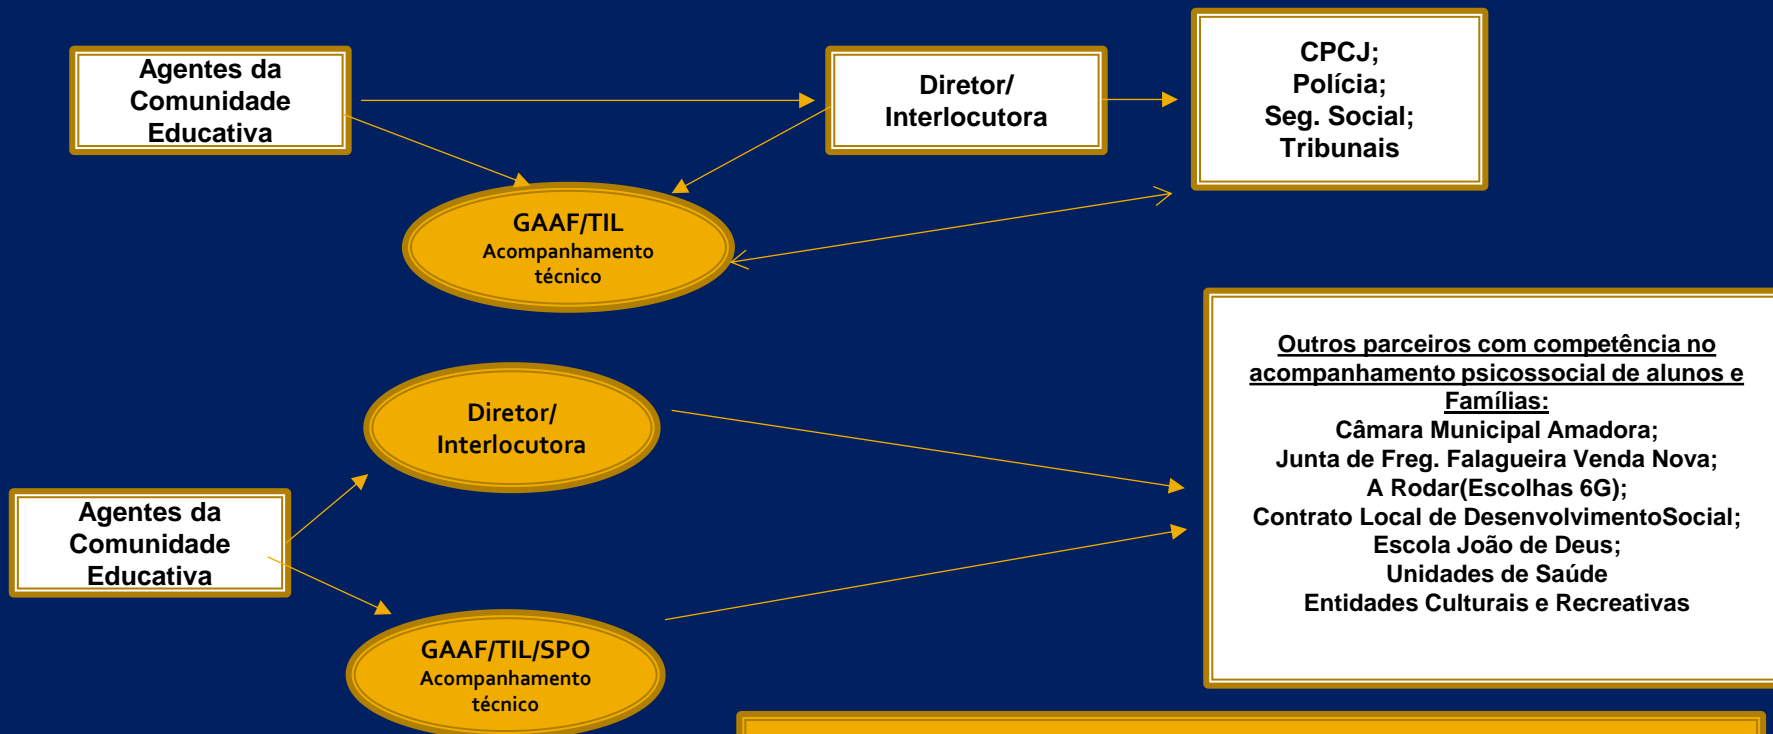 Agentes da
Comunidade
Educativa
Diretor/
Interlocutora
CPCJ;
Polícia;
Seg. Social;
Tribunais
GAAF/TIL
Acompanhamento
técnico
Diretor/
Interlocutora
Agentes da
Comunidade
Educativa
GAAF/TIL/SPO
Acompanhamento
técnico
Outros parceiros com competência no
acompanhamento psicossocial de alunos e
Famílias:
Câmara Municipal Amadora;
Junta de Freg. Falagueira Venda Nova;
A Rodar(Escolhas 6G);
Contrato Local de DesenvolvimentoSocial;
Escola João de Deus;
Unidades de Saúde
Entidades Culturais e Recreativas